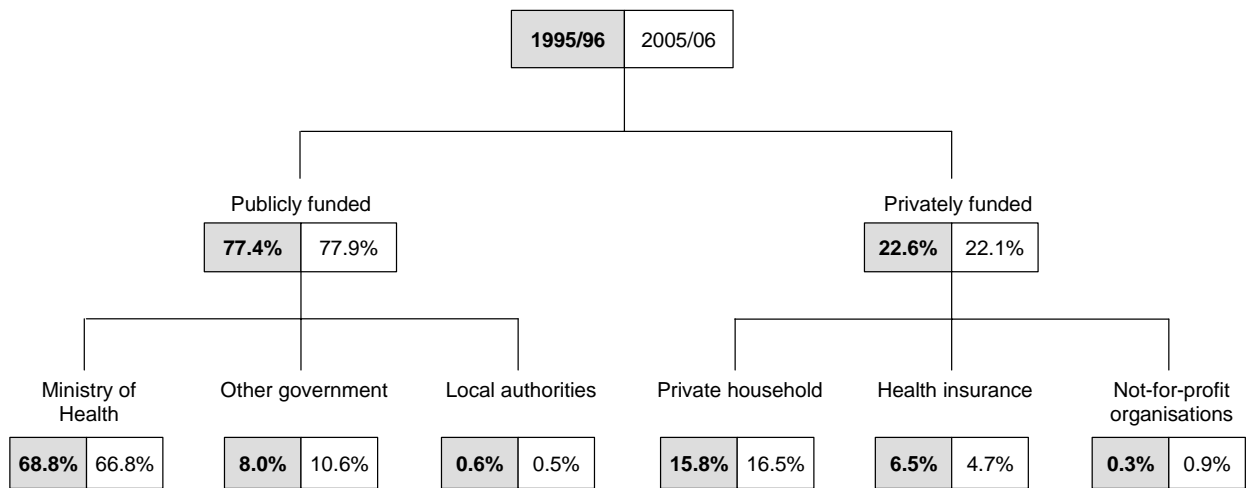 1995/96 2005/06
Publicly funded Privately funded
77.4% 77.9% 22.6% 22.1%
Ministry of Health Other government Local authorities Private household Health insurance Not-for-profit organisations
68.8% 66.8% 8.0% 10.6% 0.6% 0.5% 15.8% 16.5% 6.5% 4.7% 0.3% 0.9%